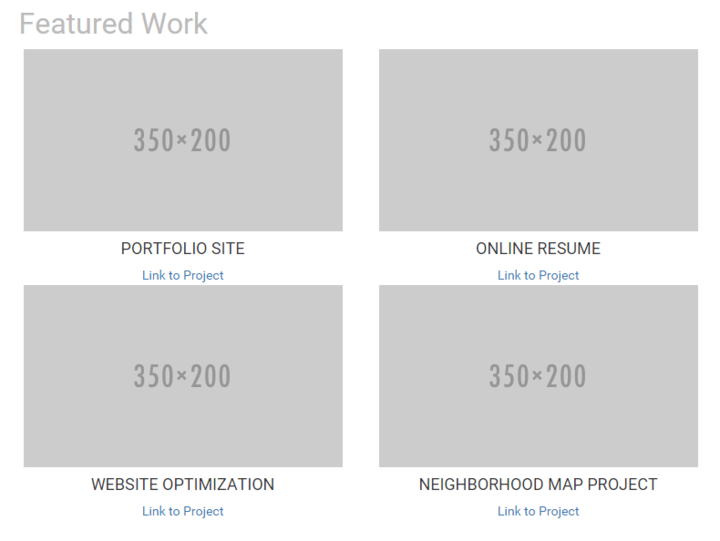 Featured Work
350×200
350×200
PORTFOLIO SITE
ONLINE RESUME
Link to Project
Link to Project
350×200
350×200
WEBSITE OPTIMIZATION
NEIGHBORHOOD MAP PROJECT
Link to Project
Link to Project